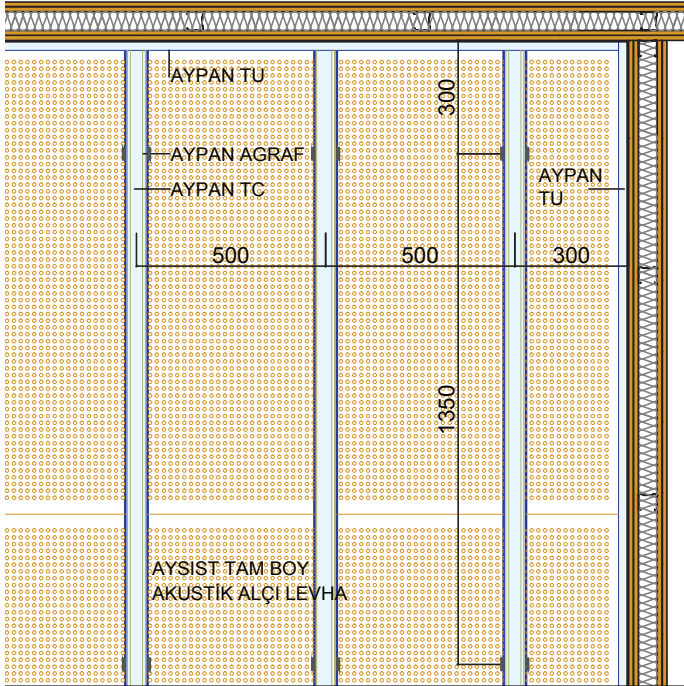 AYPAN TU
300
AYPAN AGRAF
AYPAN TC
AYPAN
TU
500
500
300
1350
AYSIST TAM BOY
AKUSTİK ALÇI LEVHA